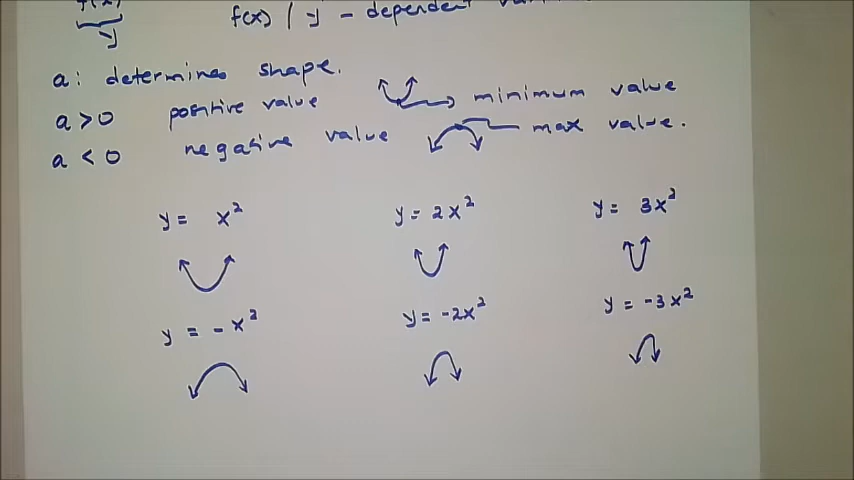 f(x)
y
f(x) / y - dependent
a: determines shape.
a > 0 positive value minimum value
a < 0 negative value max value.
y = x² y = 2x² y = 3x²
y = -x² y = -2x² y = -3x²